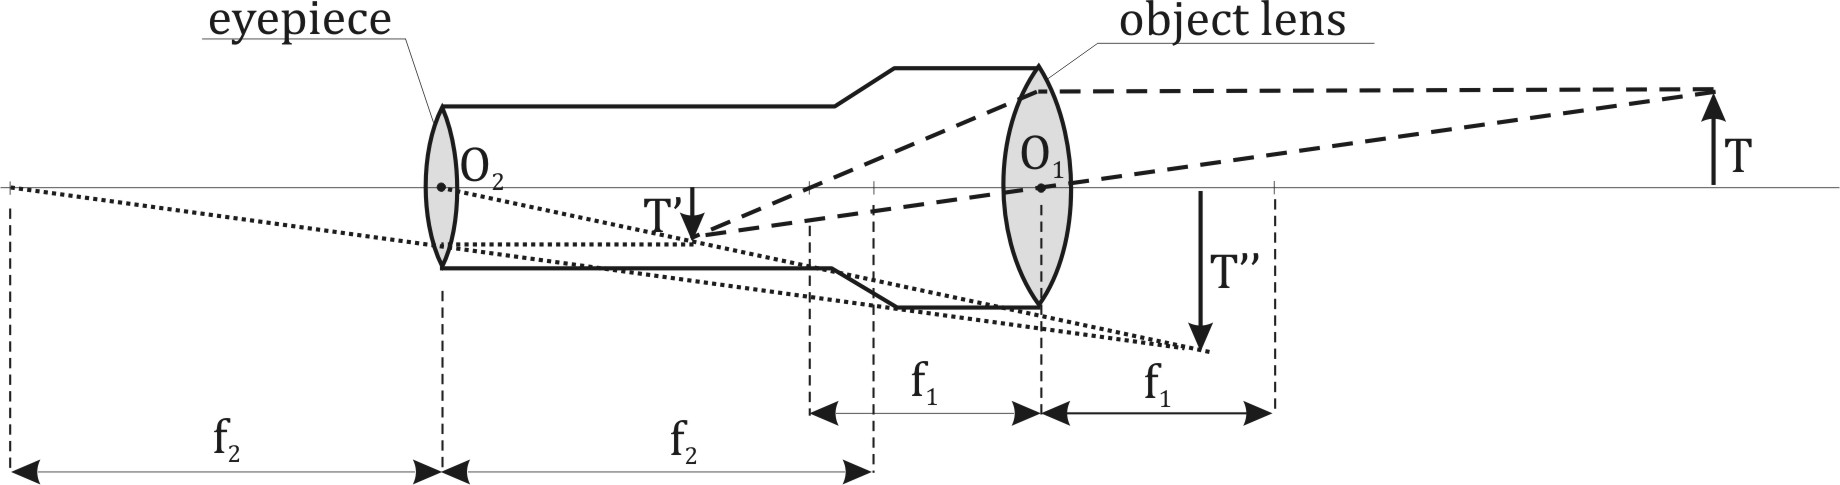 eyepiece
object lens
O₂
O₁
T
T'
T''
f₁
f₁
f₂
f₂